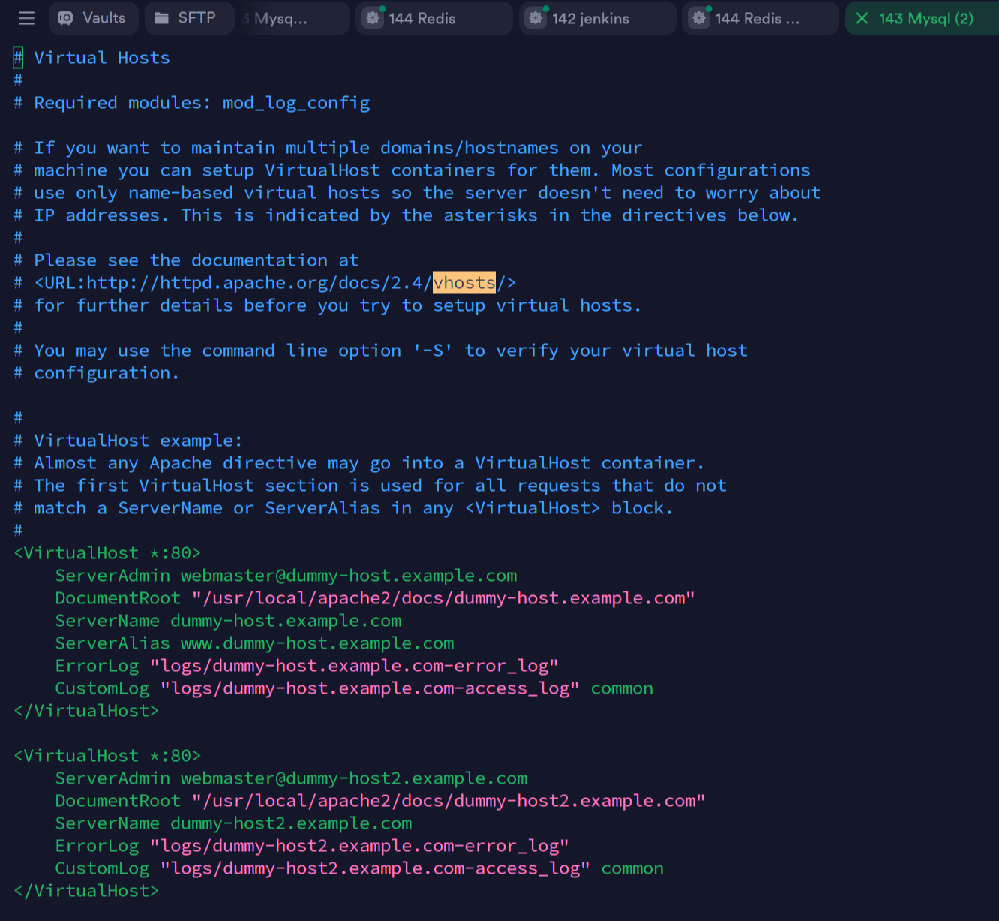 Vaults
SFTP
3 Mysq...
144 Redis
142 jenkins
144 Redis ...
143 Mysql (2)
# Virtual Hosts
#
# Required modules: mod_log_config
# If you want to maintain multiple domains/hostnames on your
# machine you can setup VirtualHost containers for them. Most configurations
# use only name-based virtual hosts so the server doesn't need to worry about
# IP addresses. This is indicated by the asterisks in the directives below.
#
# Please see the documentation at
# <URL:http://httpd.apache.org/docs/2.4/vhosts/>
# for further details before you try to setup virtual hosts.
#
# You may use the command line option '-S' to verify your virtual host
# configuration.
#
# VirtualHost example:
# Almost any Apache directive may go into a VirtualHost container.
# The first VirtualHost section is used for all requests that do not
# match a ServerName or ServerAlias in any <VirtualHost> block.
#
<VirtualHost *:80>
    ServerAdmin webmaster@dummy-host.example.com
    DocumentRoot "/usr/local/apache2/docs/dummy-host.example.com"
    ServerName dummy-host.example.com
    ServerAlias www.dummy-host.example.com
    ErrorLog "logs/dummy-host.example.com-error_log"
    CustomLog "logs/dummy-host.example.com-access_log" common
</VirtualHost>
<VirtualHost *:80>
    ServerAdmin webmaster@dummy-host2.example.com
    DocumentRoot "/usr/local/apache2/docs/dummy-host2.example.com"
    ServerName dummy-host2.example.com
    ErrorLog "logs/dummy-host2.example.com-error_log"
    CustomLog "logs/dummy-host2.example.com-access_log" common
</VirtualHost>